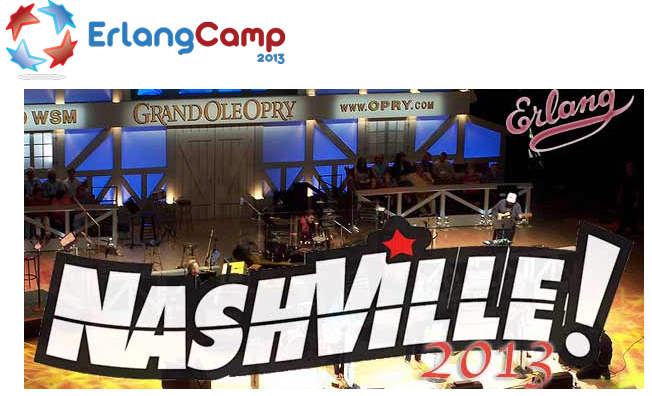 ErlangCamp
2013
WSM
GRAND OLE OPRY
WWW.OPRY.COM
Erlang
NASHVILLE!
2013